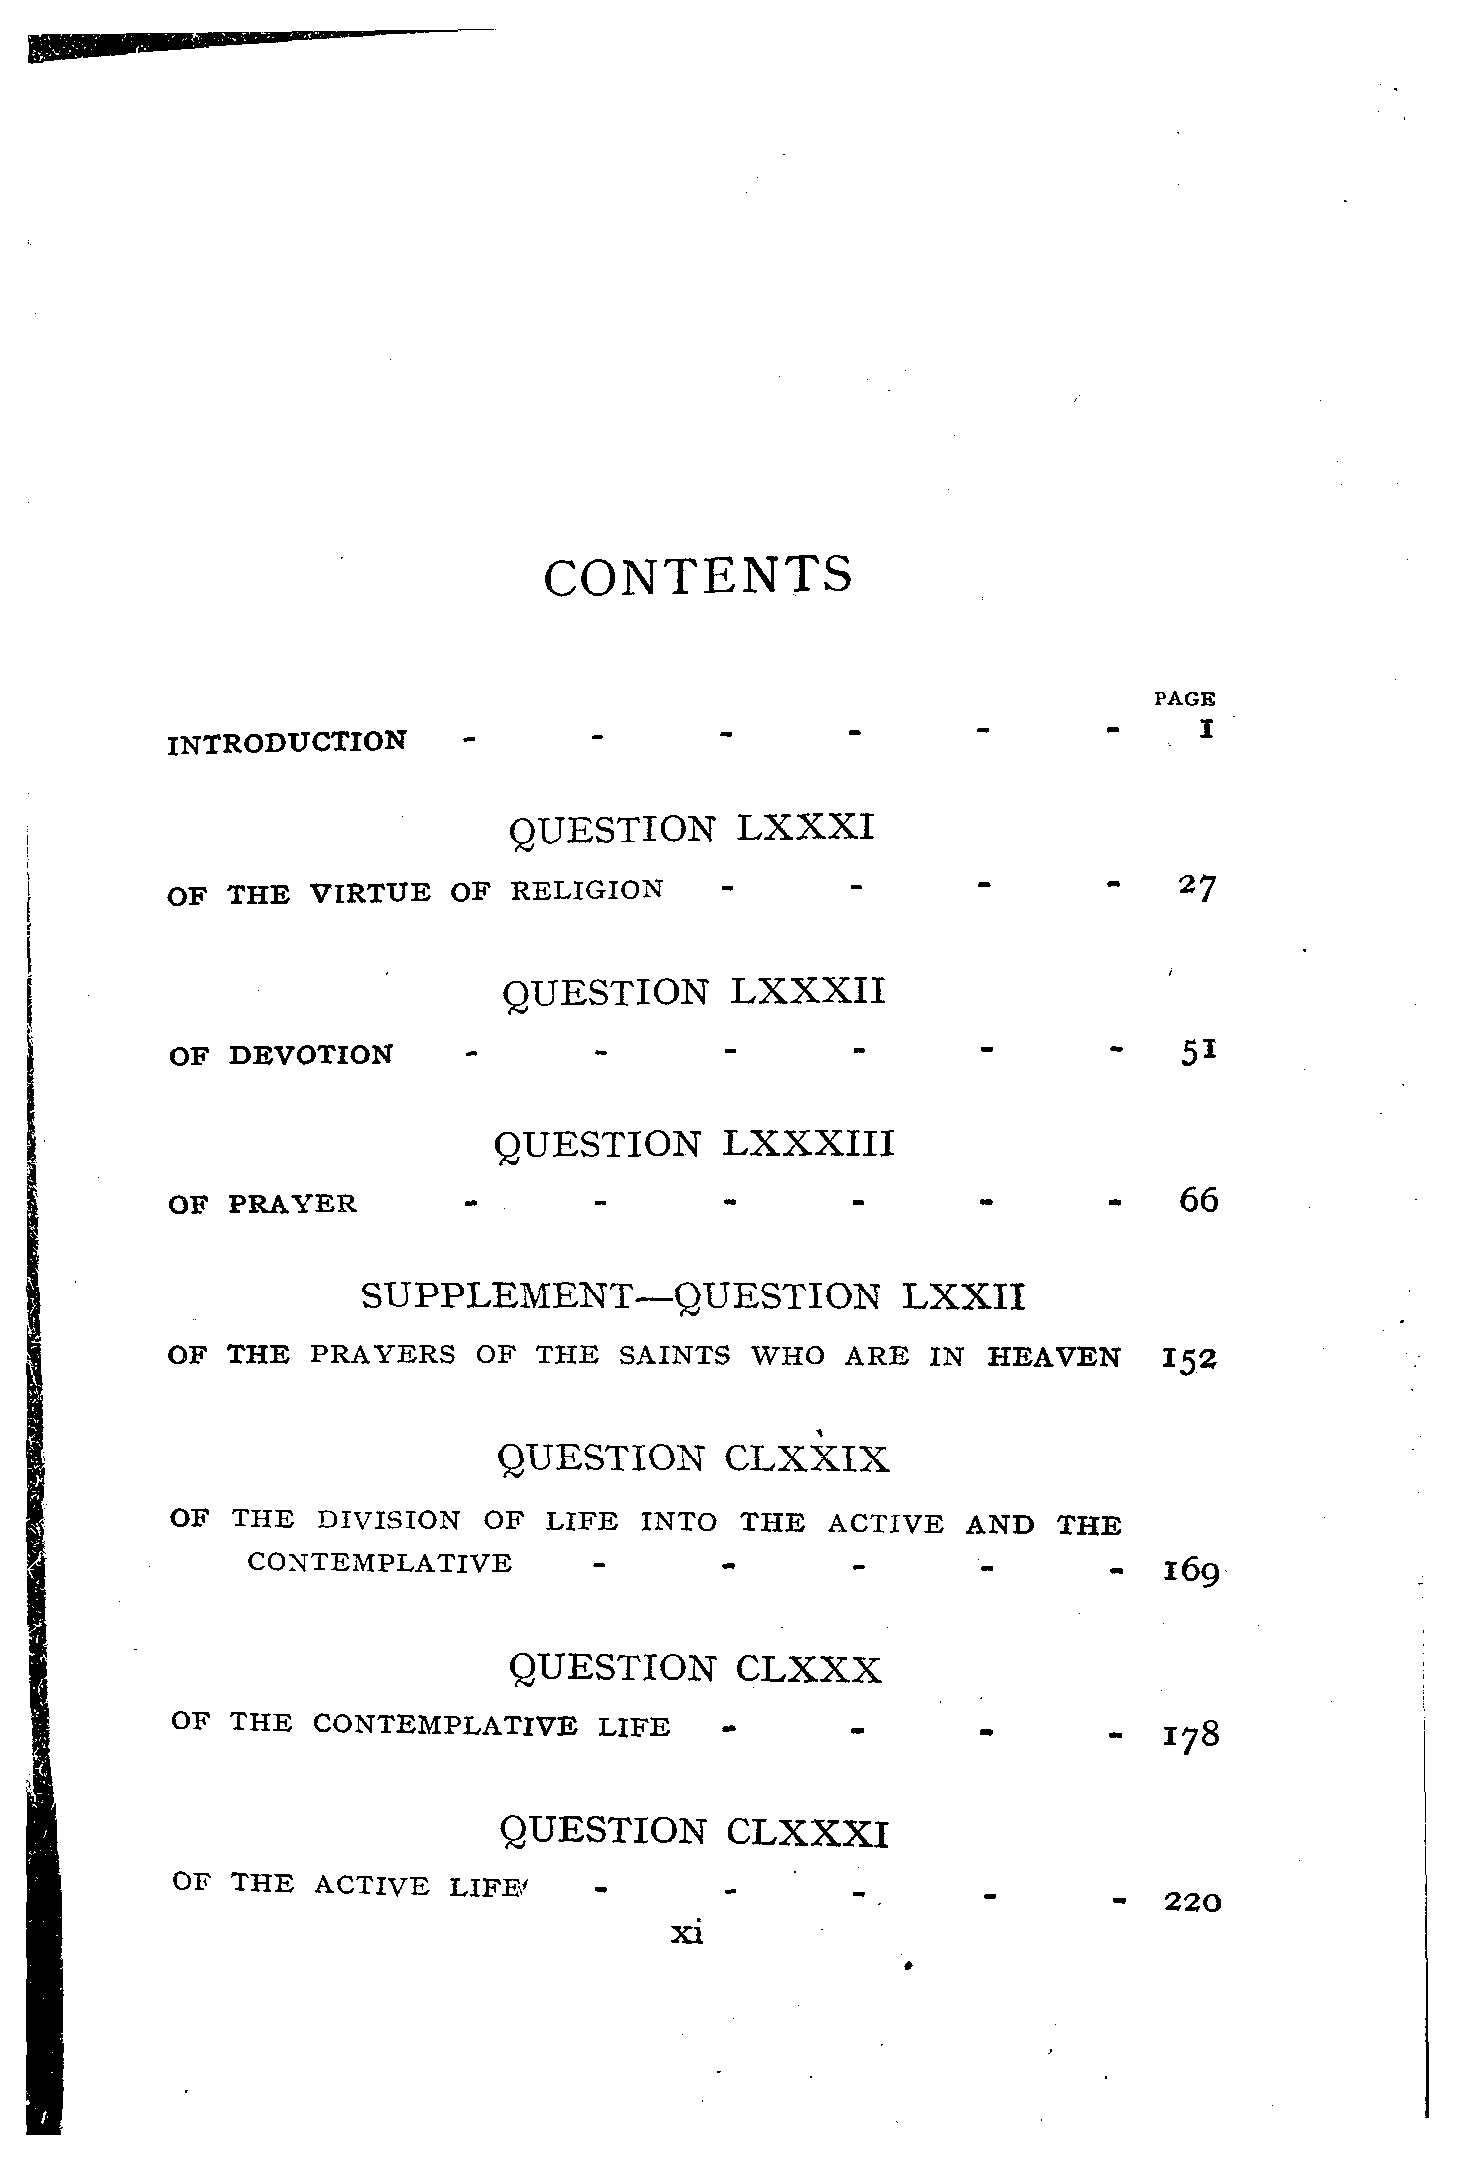 CONTENTS
PAGE
INTRODUCTION - - - - - - I
QUESTION LXXXI
OF THE VIRTUE OF RELIGION - - - - 27
QUESTION LXXXII
OF DEVOTION - - - - - - 51
QUESTION LXXXIII
OF PRAYER - - - - - - 66
SUPPLEMENT—QUESTION LXXII
OF THE PRAYERS OF THE SAINTS WHO ARE IN HEAVEN 152
QUESTION CLXXIX
OF THE DIVISION OF LIFE INTO THE ACTIVE AND THE
CONTEMPLATIVE - - - - - 169
QUESTION CLXXX
OF THE CONTEMPLATIVE LIFE - - - - 178
QUESTION CLXXXI
OF THE ACTIVE LIFE - - - - - 220
xi